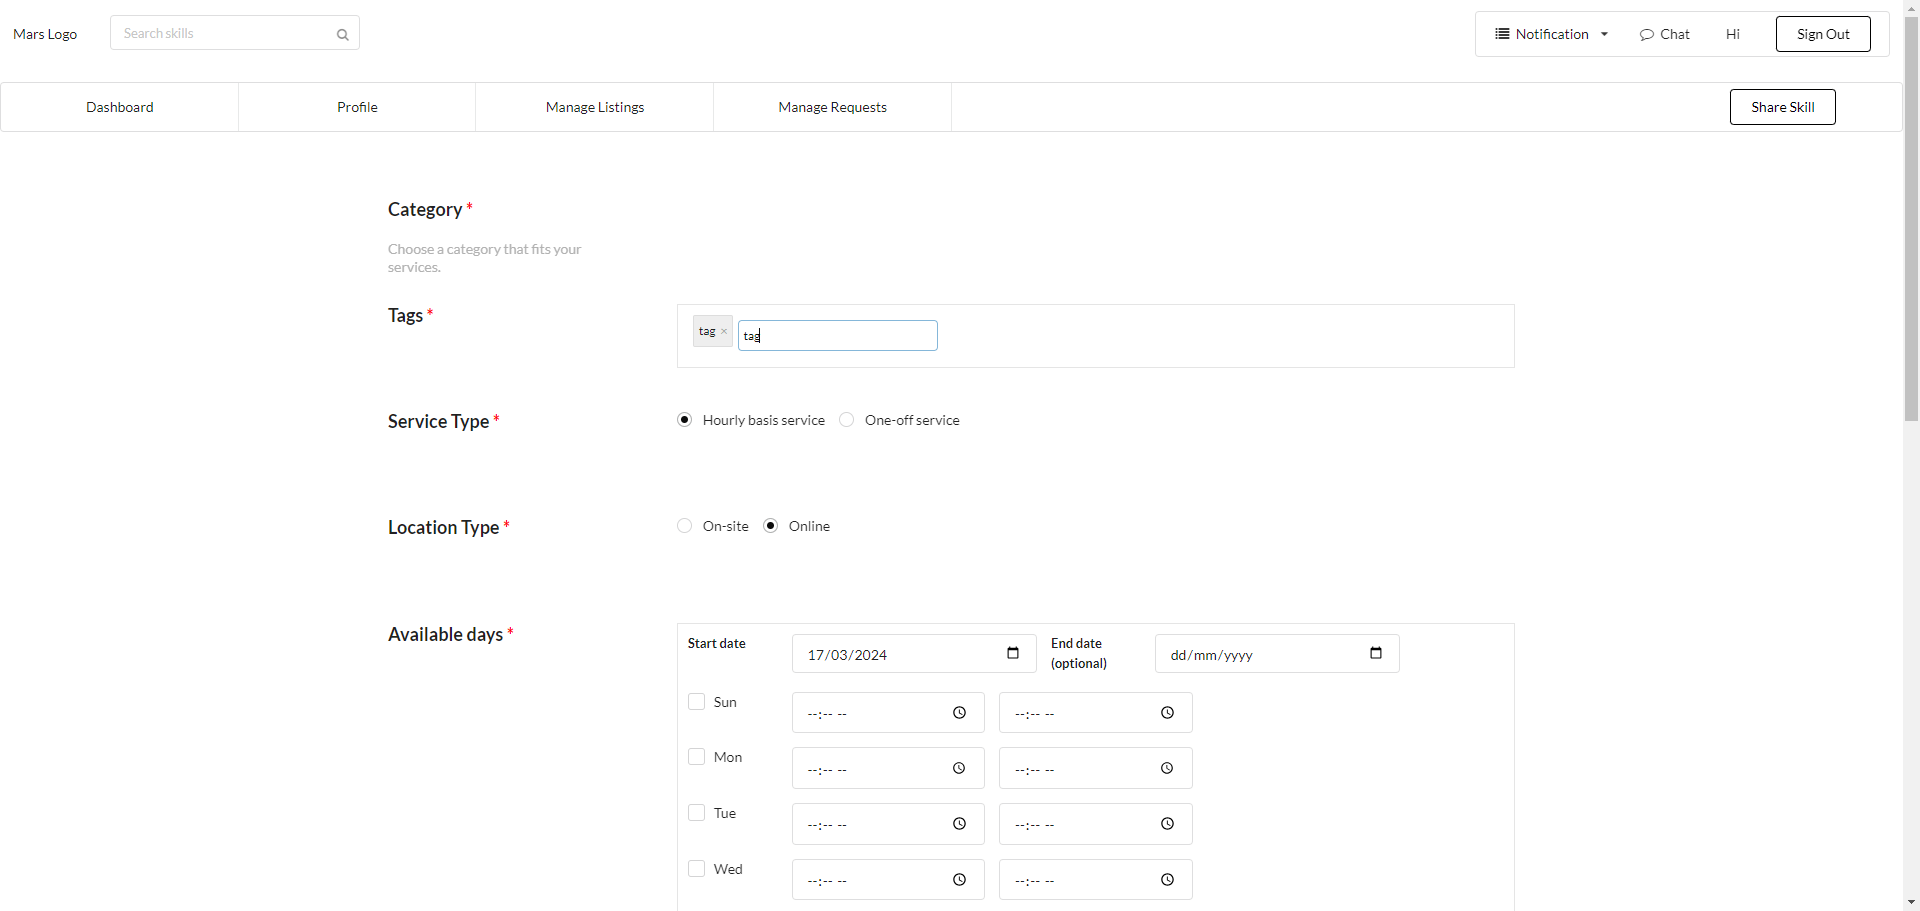 Mars Logo
Search skills
Notification
Chat
Hi
Sign Out
Dashboard
Profile
Manage Listings
Manage Requests
Share Skill
Category *
Choose a category that fits your
services.
Tags *
tag ×
tag
Service Type *
Hourly basis service
One-off service
Location Type *
On-site
Online
Available days *
Start date
17/03/2024
End date
(optional)
dd/mm/yyyy
Sun
--:-- --
--:-- --
Mon
--:-- --
--:-- --
Tue
--:-- --
--:-- --
Wed
--:-- --
--:-- --